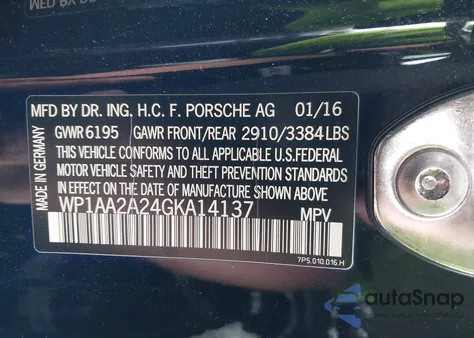 MFD BY DR. ING. H.C. F. PORSCHE AG 01/16
GVWR 6195 GAWR FRONT/REAR 2910/3384LBS
THIS VEHICLE CONFORMS TO ALL APPLICABLE U.S.FEDERAL
MOTOR VEHICLE SAFETY AND THEFT PREVENTION STANDARDS
IN EFFECT ON THE DATE OF MANUFACTURE SHOWN ABOVE.
WP1AA2A24GKA14137 MPV
MADE IN GERMANY
7P5.010.016.H
autoSnap